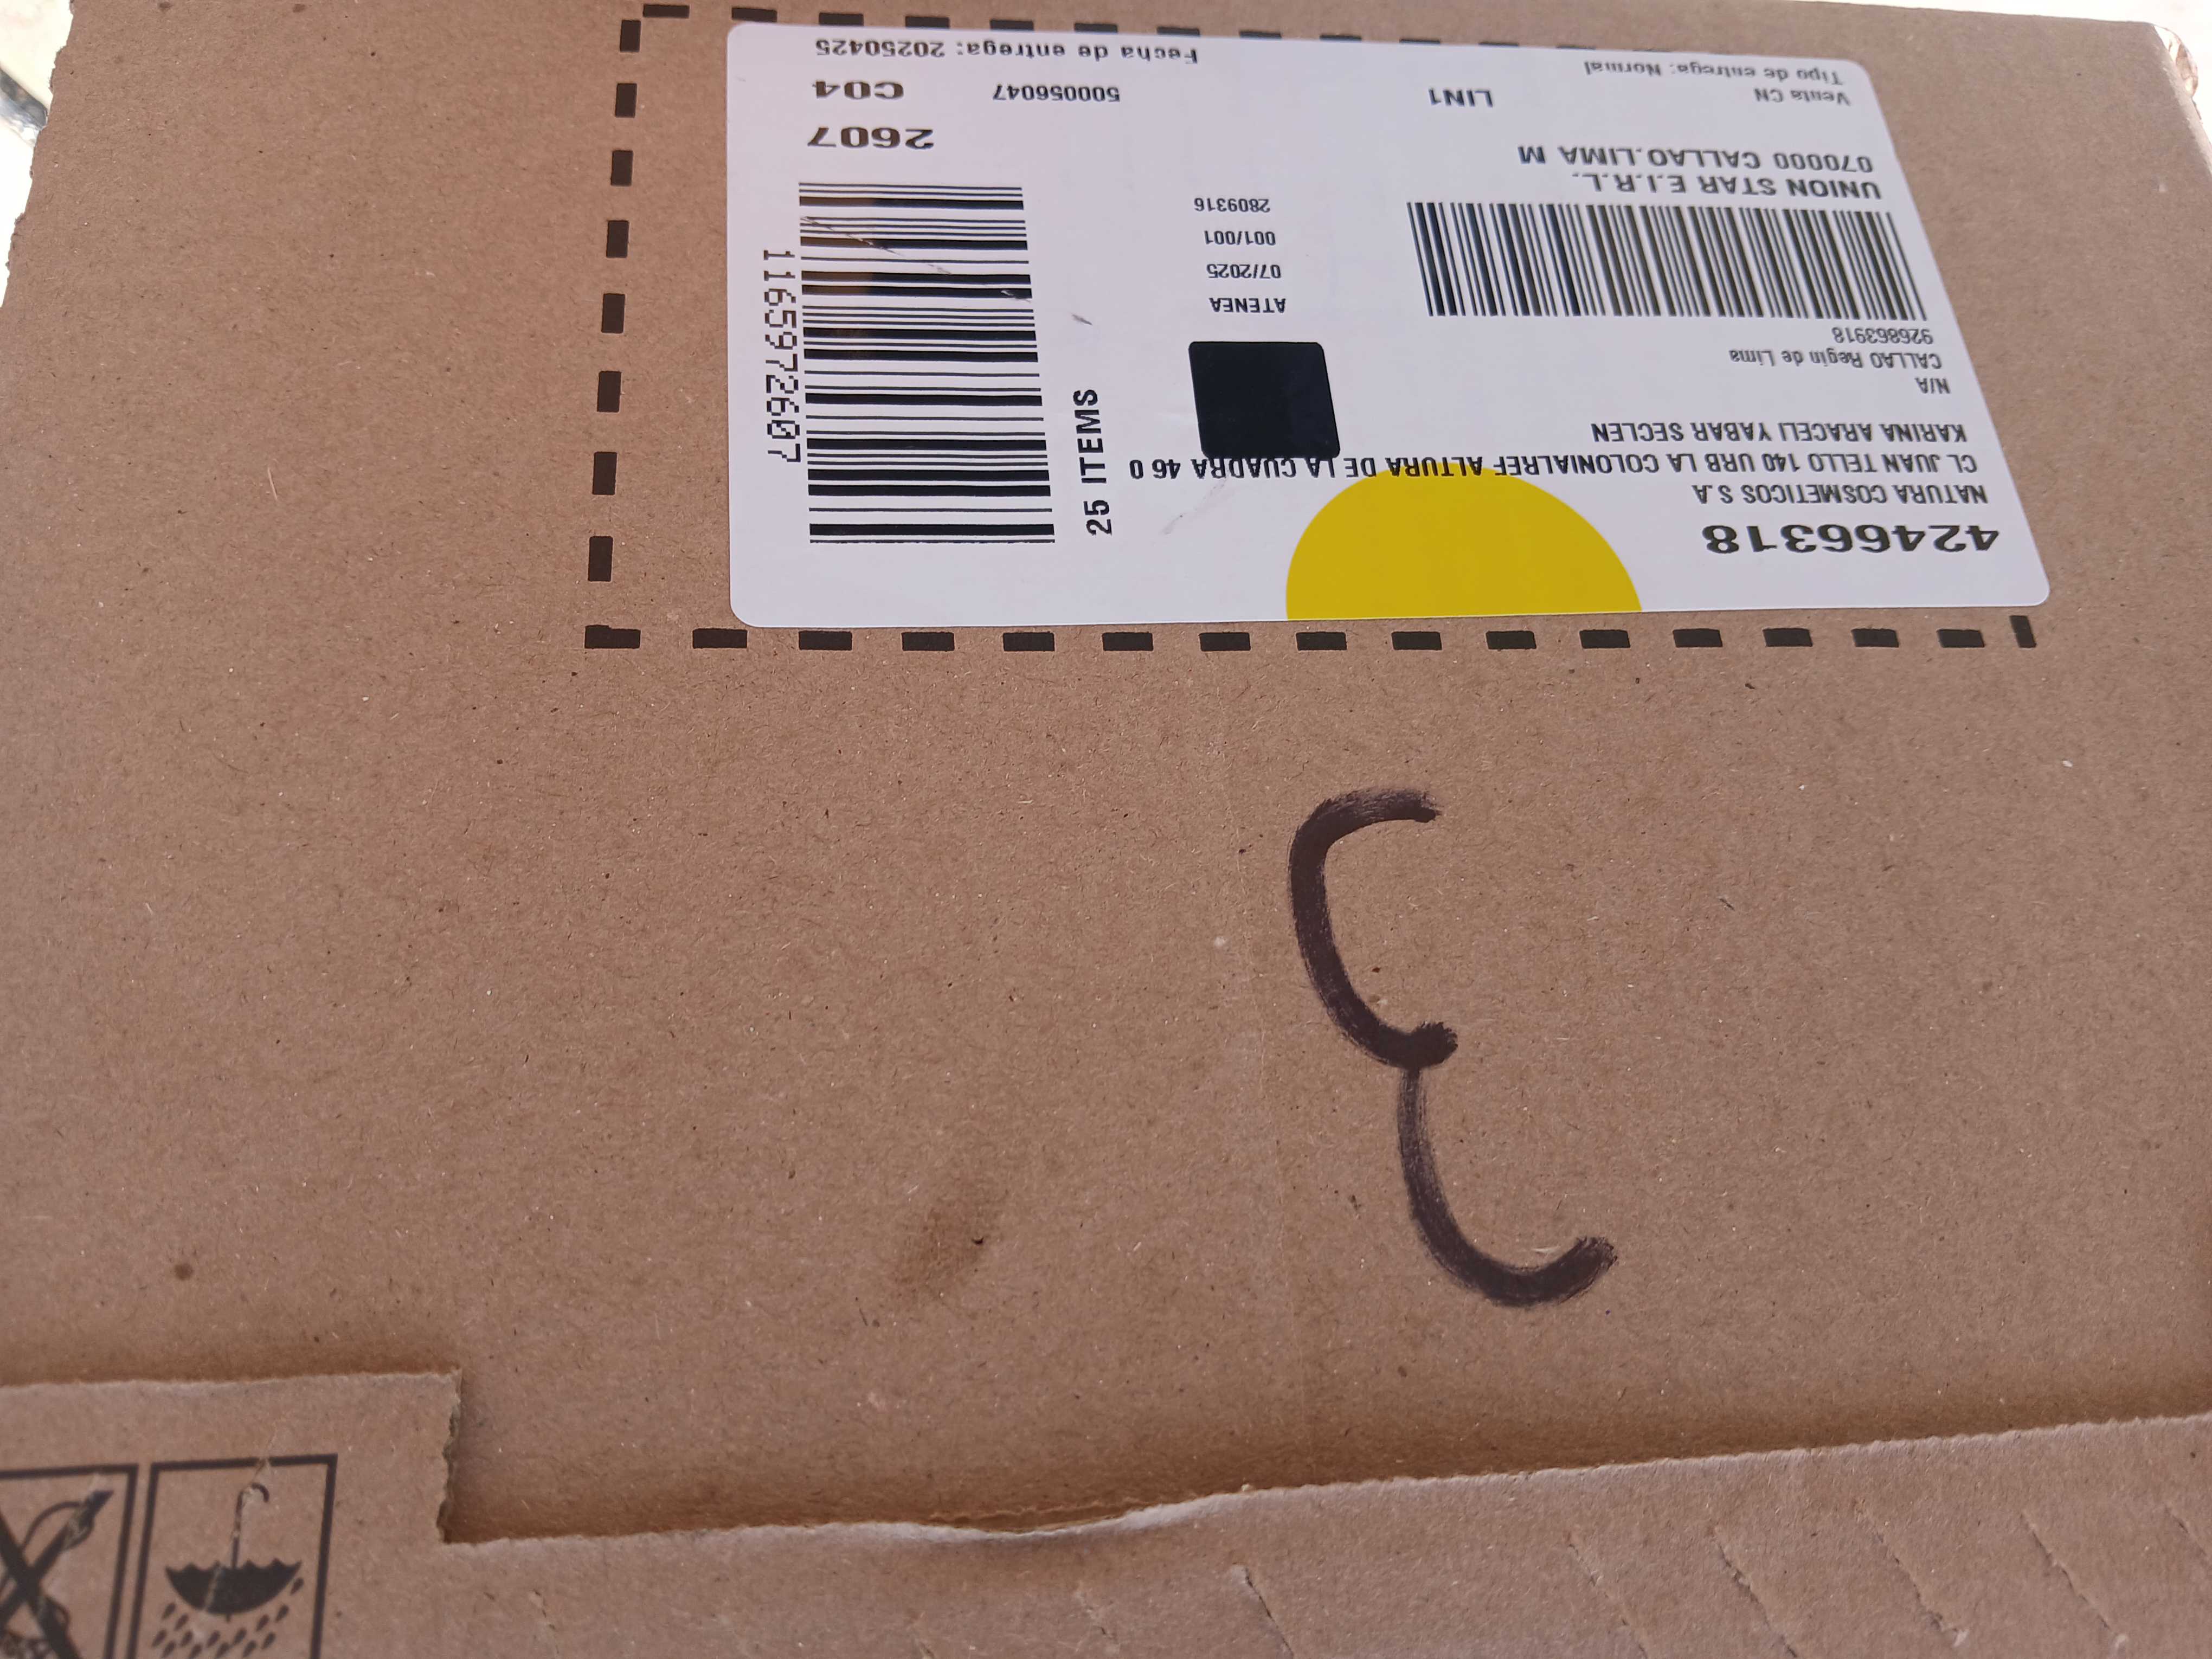 42466318
NATURA COSMETICOS S.A
CL JUAN TELLO 140 URB LA COLONIALREF ALTURA DE LA CUADRA 46 0
KARINA ARACELI YABAR SECLEN
N/A
CALLAO Regin de Lima
926863918
UNION STAR E.I.R.L.
070000 CALLAO.LIMA M
Venta CN LIN1
Tipo de entrega: Normal
ATENEA
07/2025
001/001
2809316
500056047
25 ITEMS
1165972607
2607
C04
Fecha de entrega: 20250425